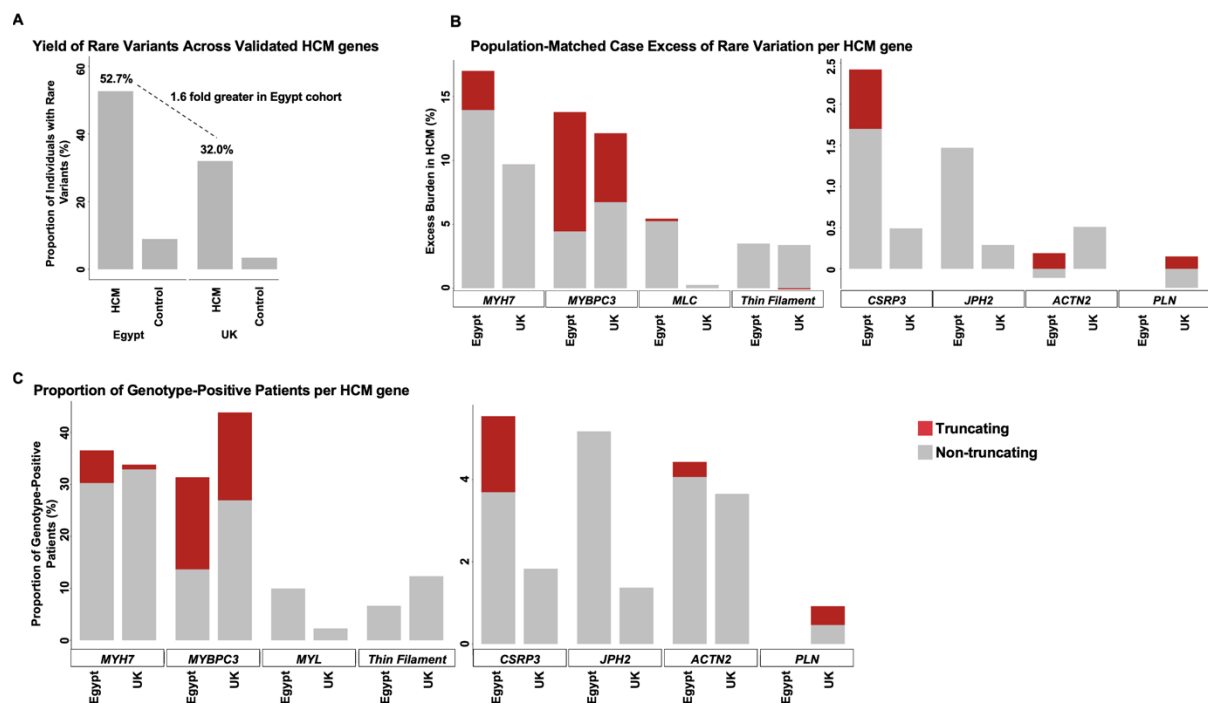 A
Yield of Rare Variants Across Validated HCM genes
Proportion of Individuals with Rare
Variants (%)
60
40
20
0
52.7%
1.6 fold greater in Egypt cohort
32.0%
HCM
Control
HCM
Control
Egypt
UK
B
Population-Matched Case Excess of Rare Variation per HCM gene
Excess Burden in HCM (%)
15
10
5
0
MYH7
MYBPC3
MLC
Thin Filament
Egypt
UK
Egypt
UK
Egypt
UK
Egypt
UK
2.5
2.0
1.5
1.0
0.5
0
CSRP3
JPH2
ACTN2
PLN
Egypt
UK
Egypt
UK
Egypt
UK
Egypt
UK
C
Proportion of Genotype-Positive Patients per HCM gene
Proportion of Genotype-Positive
Patients (%)
40
30
20
10
0
MYH7
MYBPC3
MYL
Thin Filament
Egypt
UK
Egypt
UK
Egypt
UK
Egypt
UK
4
2
0
CSRP3
JPH2
ACTN2
PLN
Egypt
UK
Egypt
UK
Egypt
UK
Egypt
UK
Truncating
Non-truncating